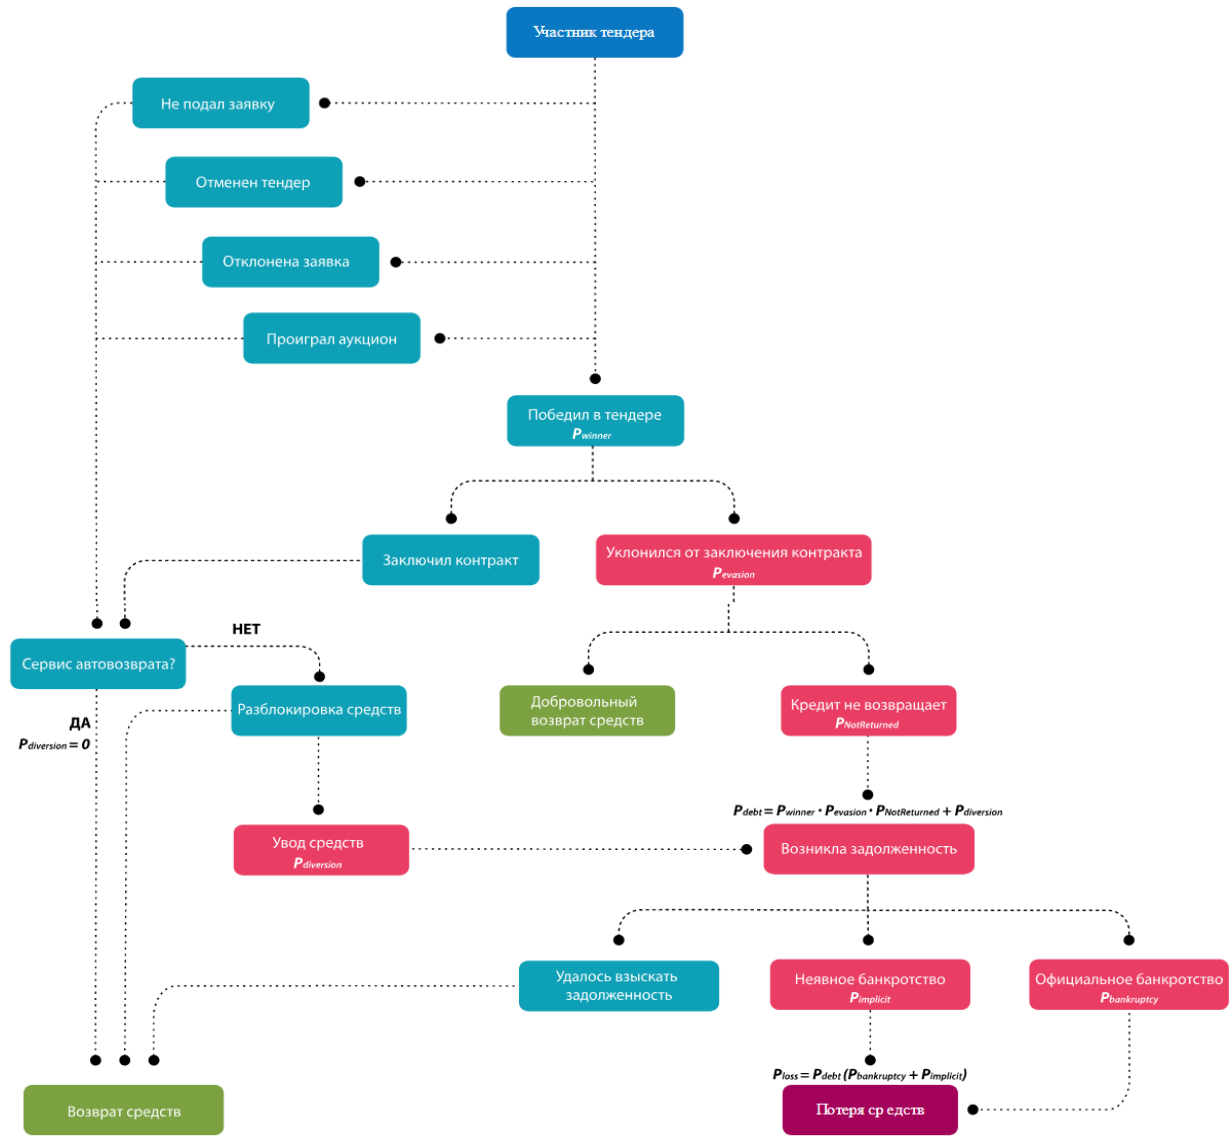 Участник тендера
Не подал заявку
Отменен тендер
Отклонена заявка
Проиграл аукцион
Победил в тендере
Pwinner
Заключил контракт
Уклонился от заключения контракта
Pevasion
НЕТ
Сервис автовозврата?
Разблокировка средств
Добровольный
возврат средств
Кредит не возвращает
PNotReturned
ДА
Pdiversion = 0
Pdebt = Pwinner · Pevasion · PNotReturned + Pdiversion
Увод средств
Pdiversion
Возникла задолженность
Удалось взыскать
задолженность
Неявное банкротство
Pimplicit
Официальное банкротство
Pbankruptcy
Ploss = Pdebt (Pbankruptcy + Pimplicit)
Возврат средств
Потеря ср едств